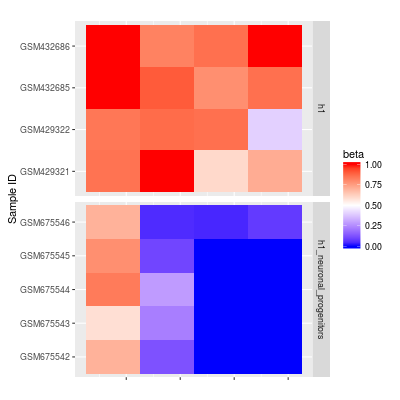 GSM432686
GSM432685
GSM429322
GSM429321
h1
GSM675546
GSM675545
GSM675544
GSM675543
GSM675542
h1_neuronal_progenitors
Sample ID
beta
1.00
0.75
0.50
0.25
0.00